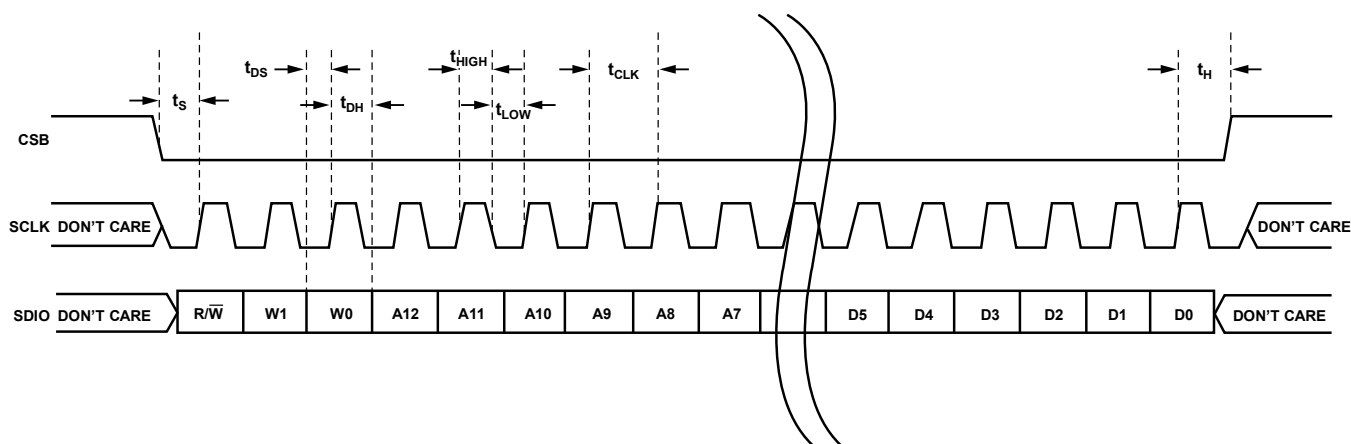 tDS
tHIGH
tCLK
tH
tS
tDH
tLOW
CSB
SCLK DON'T CARE
DON'T CARE
SDIO DON'T CARE R/W̅ W1 W0 A12 A11 A10 A9 A8 A7 D5 D4 D3 D2 D1 D0 DON'T CARE